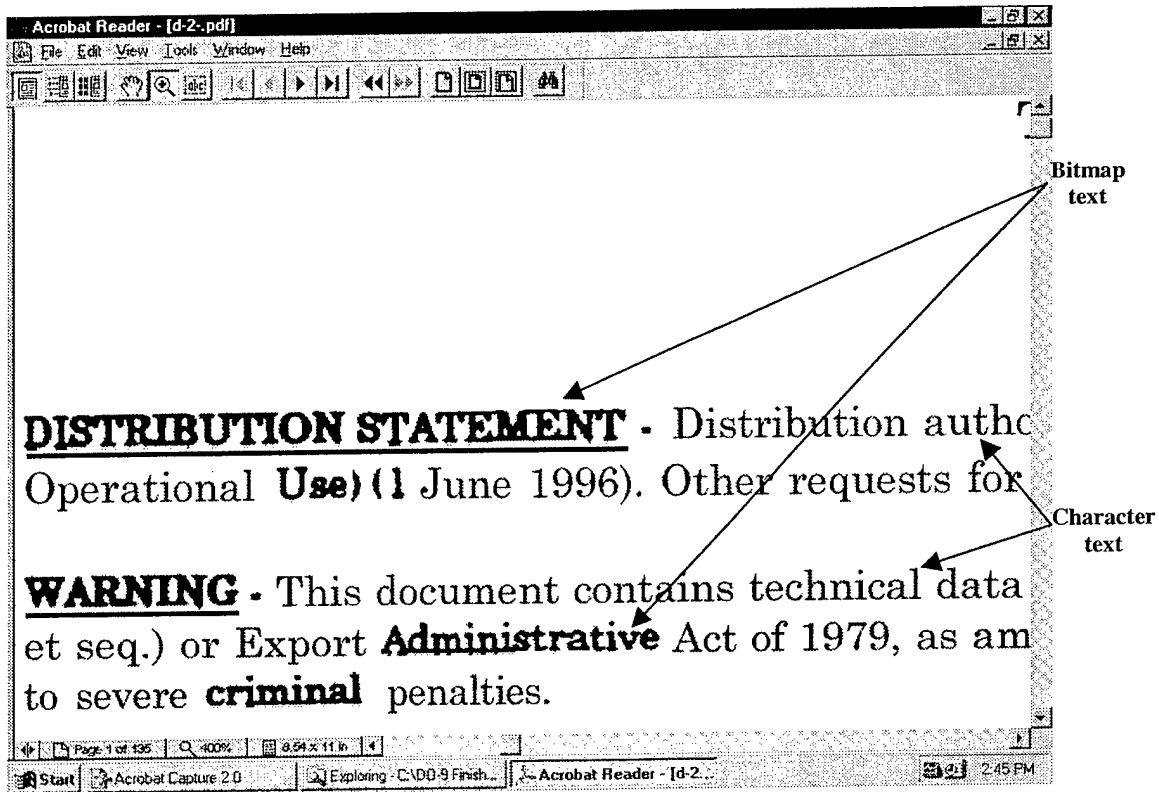 Acrobat Reader - [d-2-.pdf]
File Edit View Tools Window Help
abc
Bitmap
text
DISTRIBUTION STATEMENT - Distribution autho
Operational Use) (1 June 1996). Other requests for
Character
text
WARNING - This document contains technical data
et seq.) or Export Administrative Act of 1979, as am
to severe criminal penalties.
Page 1 of 135 400% 8.54 x 11 in
Start Acrobat Capture 2.0 Exploring - C:\DO-9 Finish... Acrobat Reader - [d-2... 2:45 PM